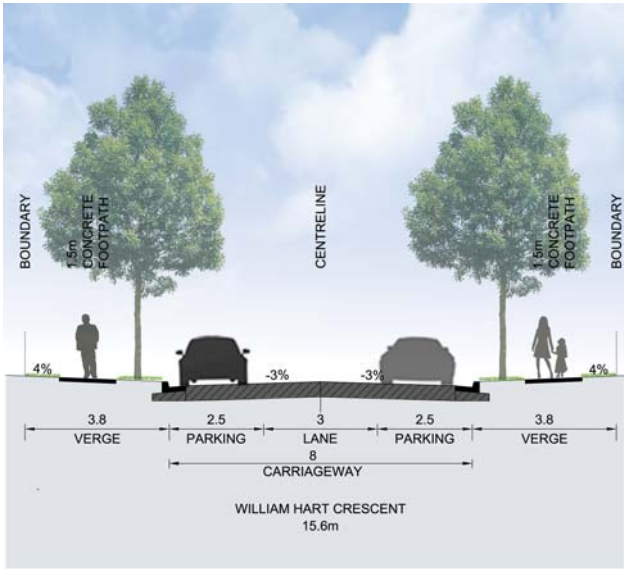 BOUNDARY
1.5m
CONCRETE
FOOTPATH
CENTRELINE
1.5m
CONCRETE
FOOTPATH
BOUNDARY
4% -3% -3% 4%
3.8 2.5 3 2.5 3.8
VERGE PARKING LANE PARKING VERGE
8
CARRIAGEWAY
WILLIAM HART CRESCENT
15.6m